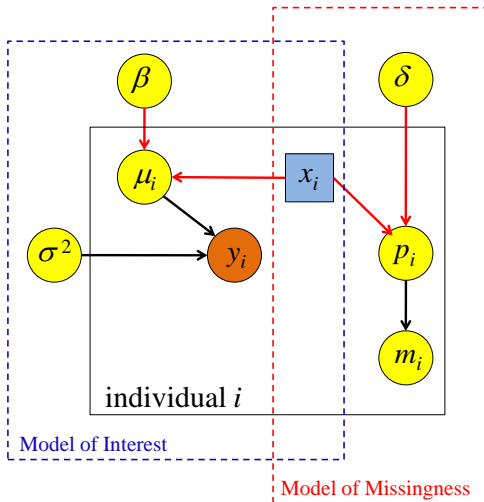 β
δ
μᵢ
xᵢ
σ²
yᵢ
pᵢ
mᵢ
individual i
Model of Interest
Model of Missingness